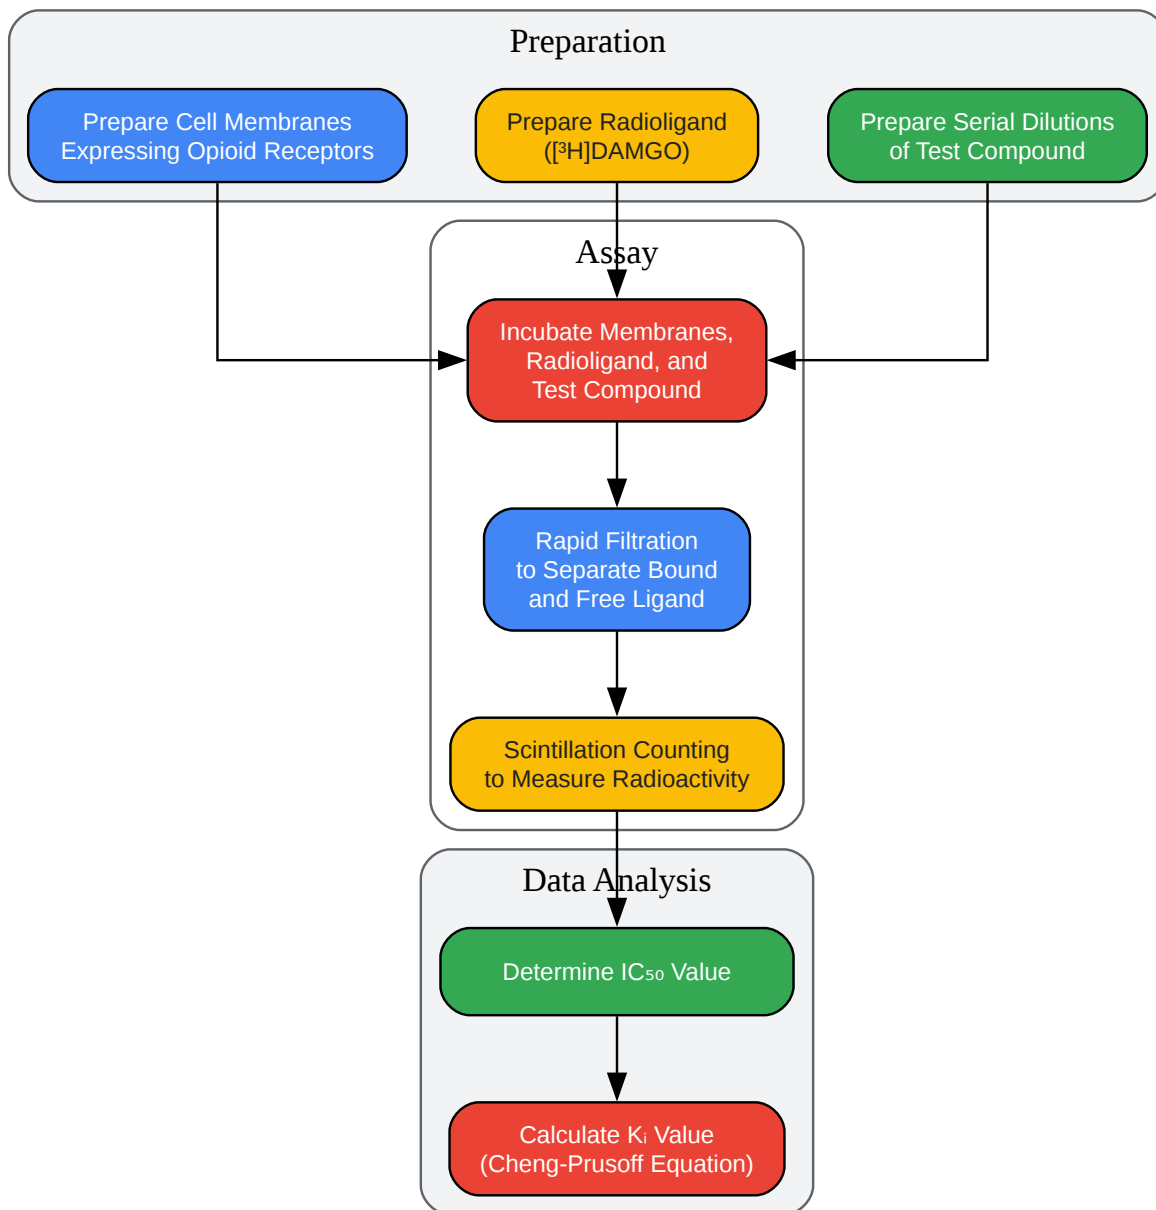 Preparation
Prepare Cell Membranes
Expressing Opioid Receptors
Prepare Radioligand
([³H]DAMGO)
Prepare Serial Dilutions
of Test Compound
Assay
Incubate Membranes,
Radioligand, and
Test Compound
Rapid Filtration
to Separate Bound
and Free Ligand
Scintillation Counting
to Measure Radioactivity
Data Analysis
Determine IC₅₀ Value
Calculate Kᵢ Value
(Cheng-Prusoff Equation)